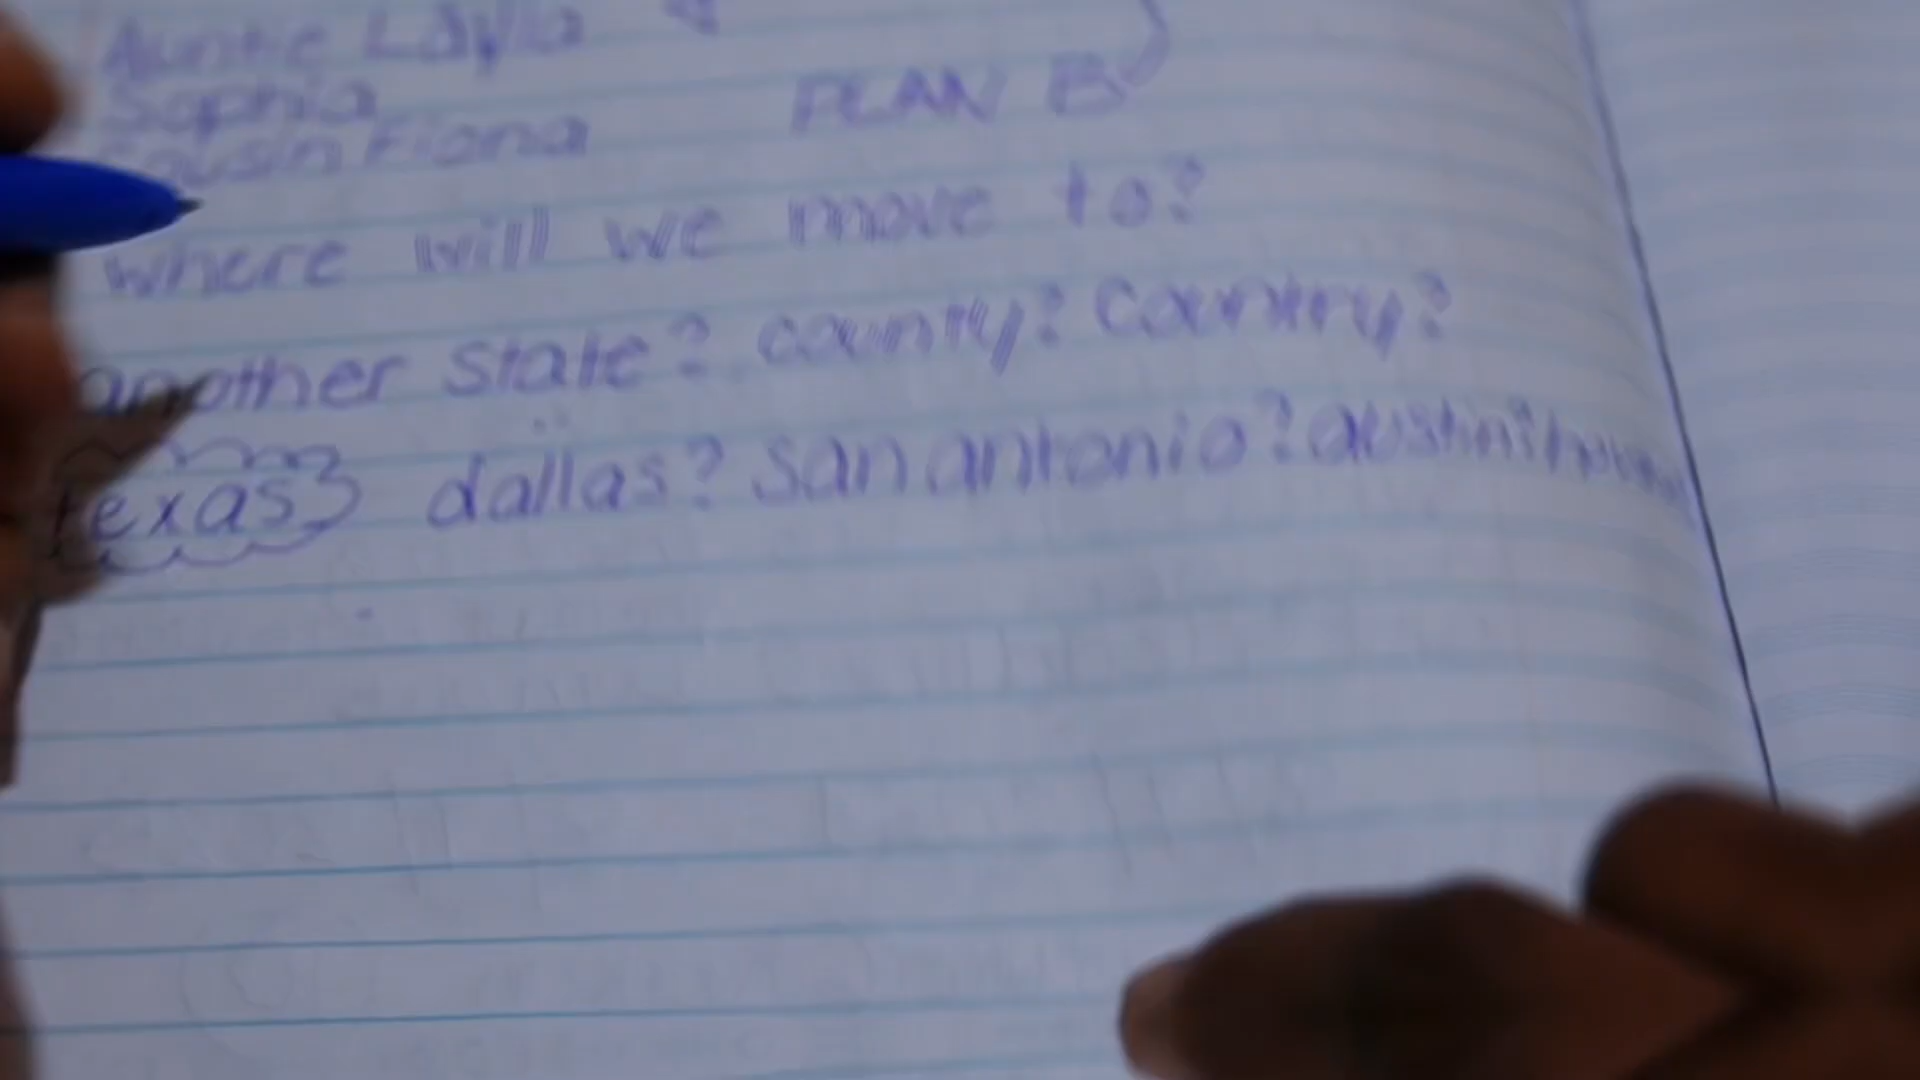 Auntie Layla
Sophia
PLAN B
Cousin Fiona
where will we move to?
another state? county? Country?
texas dallas? san antonio? austin?